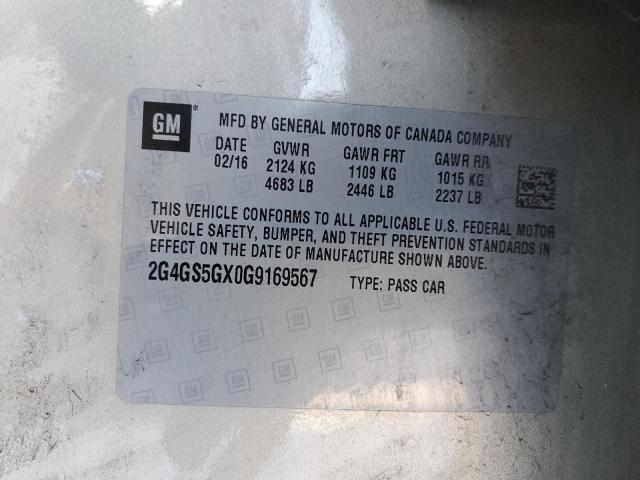 GM ®
MFD BY GENERAL MOTORS OF CANADA COMPANY
DATE GVWR GAWR FRT GAWR RR
02/16 2124 KG 1109 KG 1015 KG
4683 LB 2446 LB 2237 LB
THIS VEHICLE CONFORMS TO ALL APPLICABLE U.S. FEDERAL MOTOR
VEHICLE SAFETY, BUMPER, AND THEFT PREVENTION STANDARDS IN
EFFECT ON THE DATE OF MANUFACTURE SHOWN ABOVE.
2G4GS5GX0G9169567 TYPE: PASS CAR